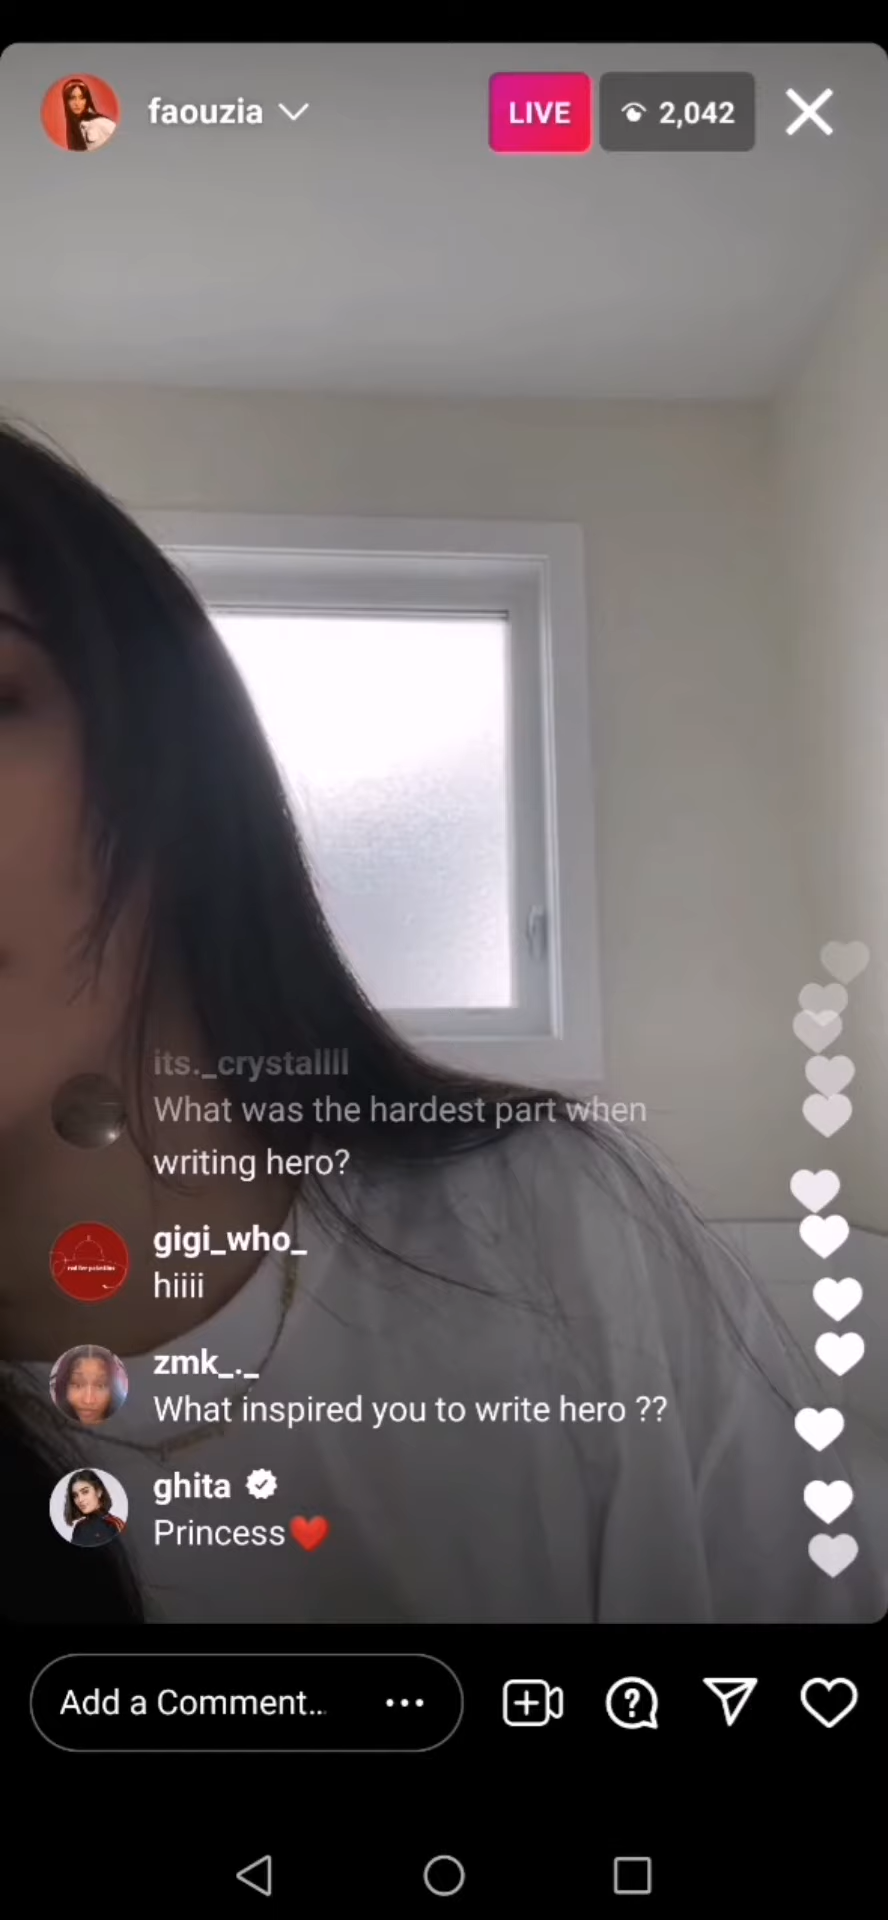 faouzia
LIVE
2,042
its._crystallll
What was the hardest part when
writing hero?
gigi_who_
hiiii
zmk_._
What inspired you to write hero ??
ghita
Princess❤️
Add a Comment...